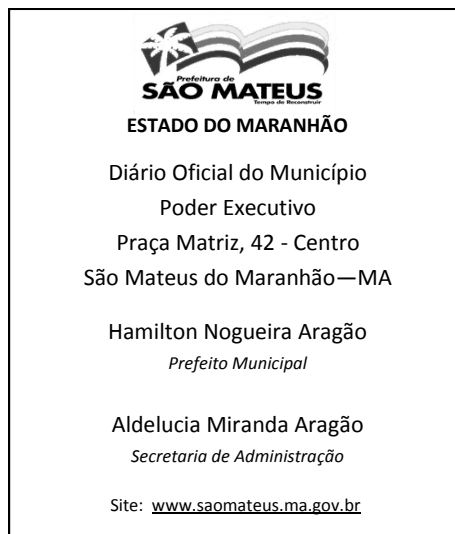 Prefeitura de
SÃO MATEUS
Tempo de Reconstruir
ESTADO DO MARANHÃO
Diário Oficial do Município
Poder Executivo
Praça Matriz, 42 - Centro
São Mateus do Maranhão—MA
Hamilton Nogueira Aragão
Prefeito Municipal
Aldelucia Miranda Aragão
Secretaria de Administração
Site: www.saomateus.ma.gov.br